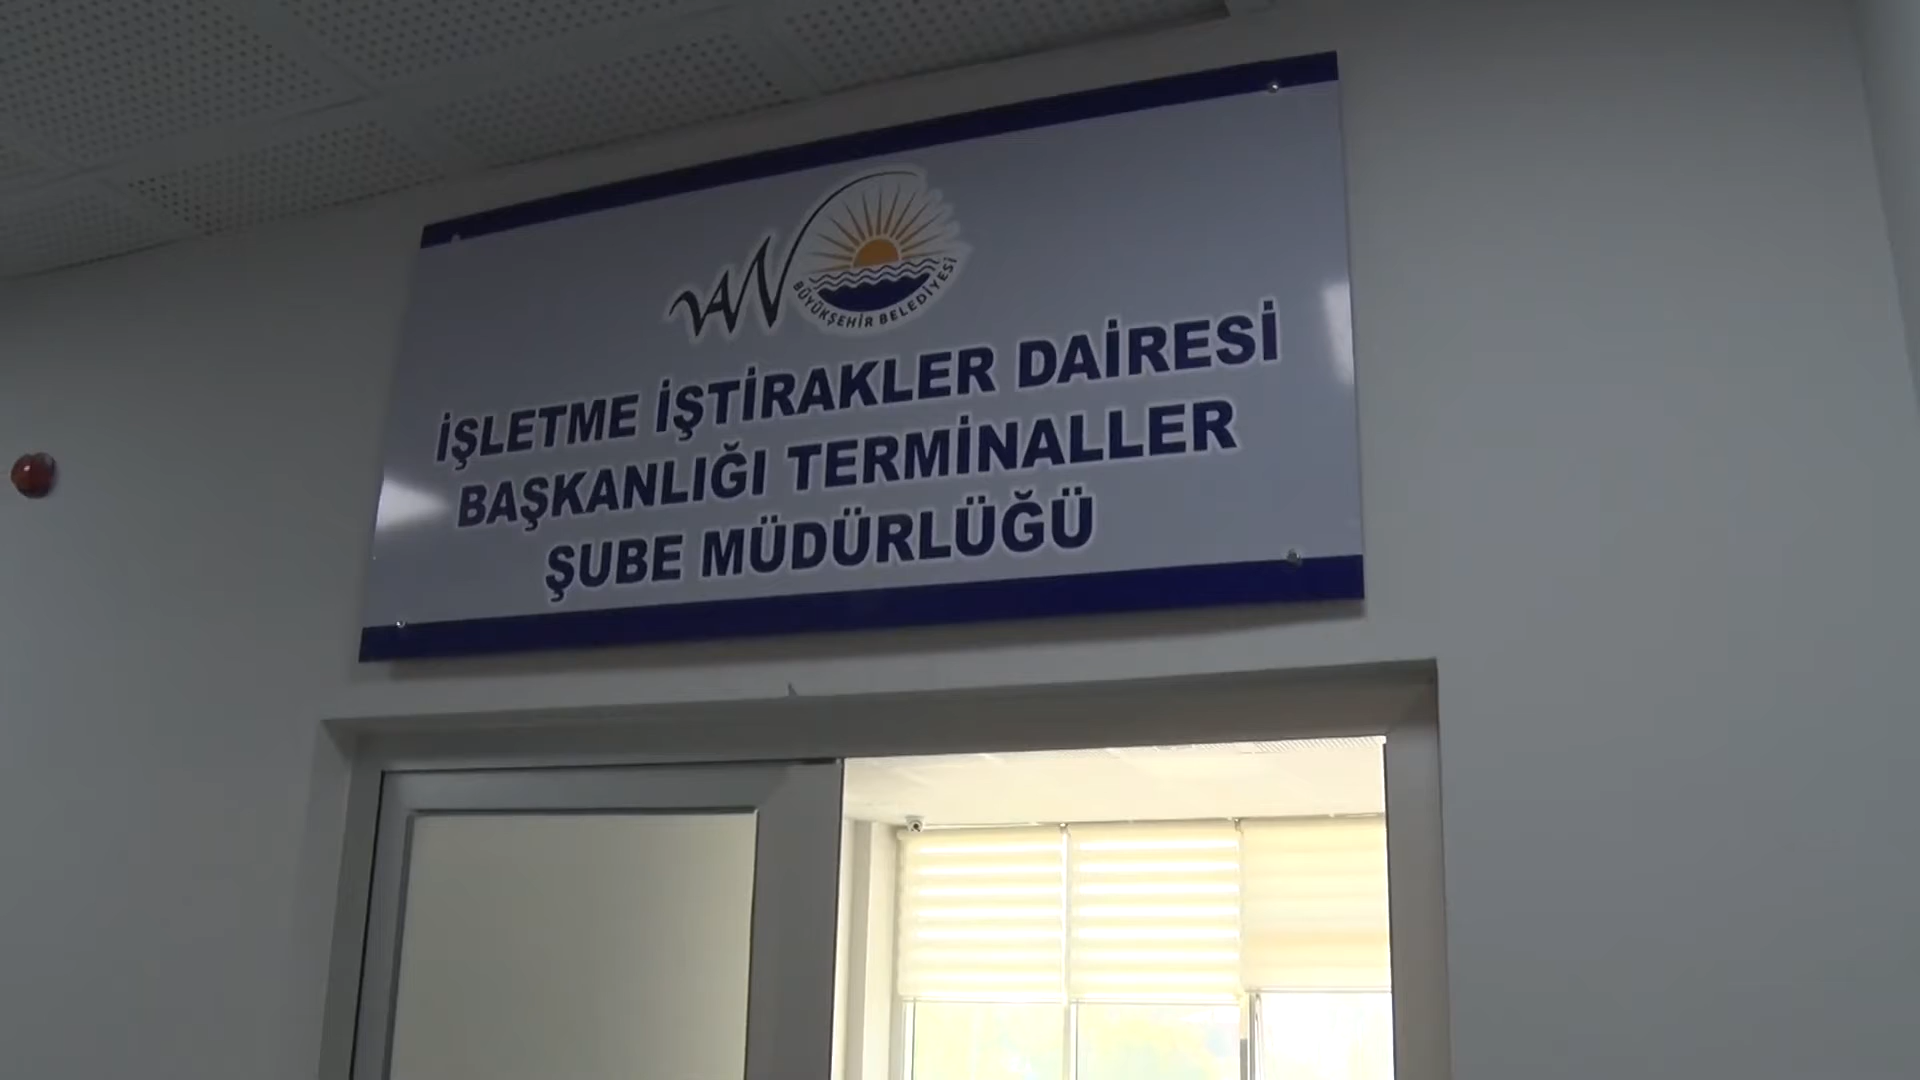 VAN
BÜYÜKŞEHİR BELEDİYESİ
İŞLETME İŞTİRAKLER DAİRESİ
BAŞKANLIĞI TERMİNALLER
ŞUBE MÜDÜRLÜĞÜ